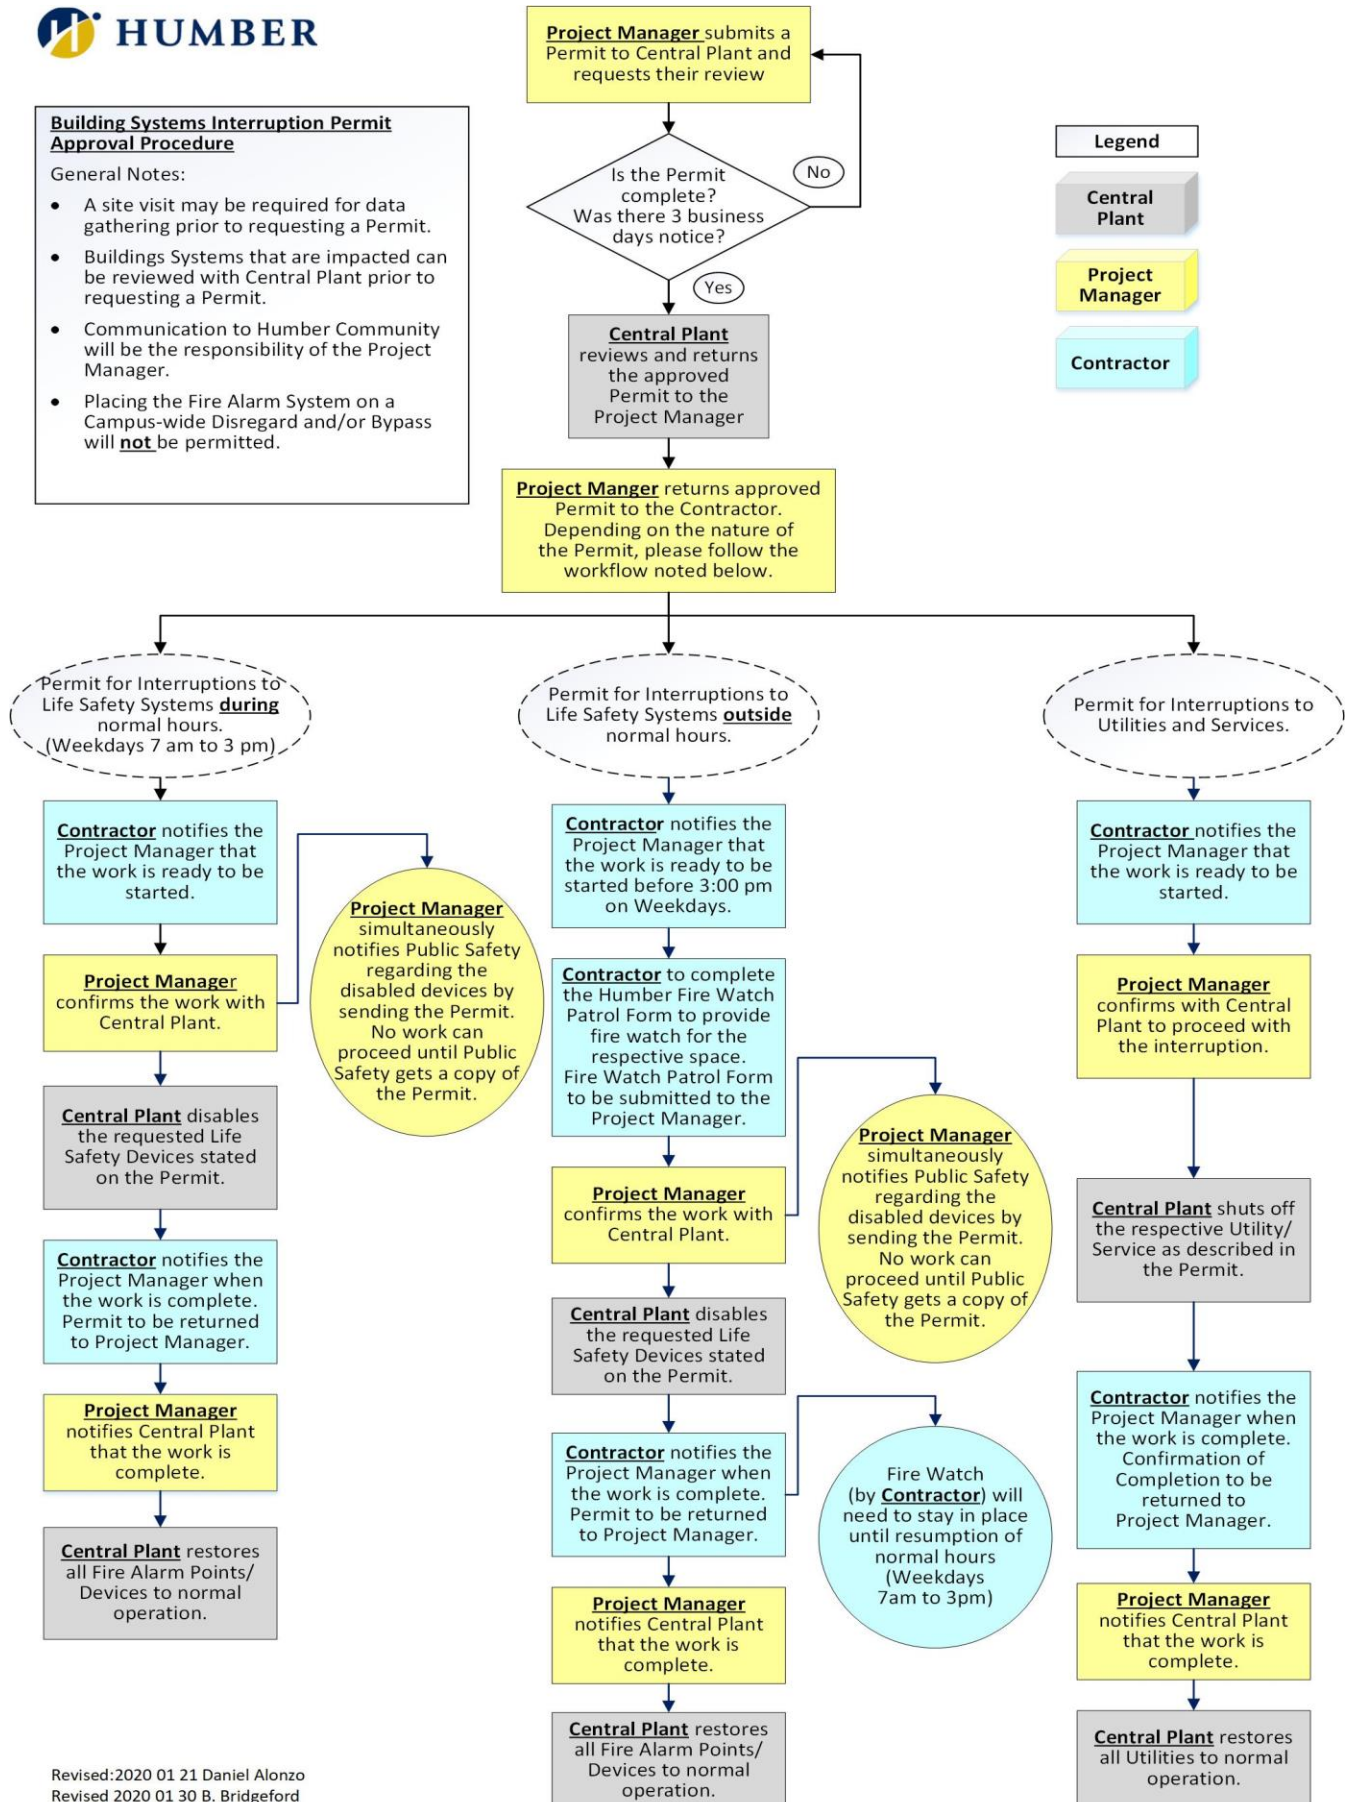 HUMBER
Building Systems Interruption Permit
Approval Procedure
General Notes:
• A site visit may be required for data
gathering prior to requesting a Permit.
• Buildings Systems that are impacted can
be reviewed with Central Plant prior to
requesting a Permit.
• Communication to Humber Community
will be the responsibility of the Project
Manager.
• Placing the Fire Alarm System on a
Campus-wide Disregard and/or Bypass
will not be permitted.
Project Manager submits a
Permit to Central Plant and
requests their review
Is the Permit
complete?
Was there 3 business
days notice?
No
Yes
Legend
Central
Plant
Project
Manager
Contractor
Central Plant
reviews and returns
the approved
Permit to the
Project Manager
Project Manger returns approved
Permit to the Contractor.
Depending on the nature of
the Permit, please follow the
workflow noted below.
Permit for Interruptions to
Life Safety Systems during
normal hours.
(Weekdays 7 am to 3 pm)
Contractor notifies the
Project Manager that
the work is ready to be
started.
Project Manager
confirms the work with
Central Plant.
Project Manager
simultaneously
notifies Public Safety
regarding the
disabled devices by
sending the Permit.
No work can
proceed until Public
Safety gets a copy of
the Permit.
Central Plant disables
the requested Life
Safety Devices stated
on the Permit.
Contractor notifies the
Project Manager when
the work is complete.
Permit to be returned
to Project Manager.
Project Manager
notifies Central Plant
that the work is
complete.
Central Plant restores
all Fire Alarm Points/
Devices to normal
operation.
Permit for Interruptions to
Life Safety Systems outside
normal hours.
Contractor notifies the
Project Manager that
the work is ready to be
started before 3:00 pm
on Weekdays.
Contractor to complete
the Humber Fire Watch
Patrol Form to provide
fire watch for the
respective space.
Fire Watch Patrol Form
to be submitted to the
Project Manager.
Project Manager
confirms the work with
Central Plant.
Project Manager
simultaneously
notifies Public Safety
regarding the
disabled devices by
sending the Permit.
No work can
proceed until Public
Safety gets a copy of
the Permit.
Central Plant disables
the requested Life
Safety Devices stated
on the Permit.
Contractor notifies the
Project Manager when
the work is complete.
Permit to be returned
to Project Manager.
Fire Watch
(by Contractor) will
need to stay in place
until resumption of
normal hours
(Weekdays
7am to 3pm)
Project Manager
notifies Central Plant
that the work is
complete.
Central Plant restores
all Fire Alarm Points/
Devices to normal
operation.
Permit for Interruptions to
Utilities and Services.
Contractor notifies the
Project Manager that
the work is ready to be
started.
Project Manager
confirms with Central
Plant to proceed with
the interruption.
Central Plant shuts off
the respective Utility/
Service as described in
the Permit.
Contractor notifies the
Project Manager when
the work is complete.
Confirmation of
Completion to be
returned to
Project Manager.
Project Manager
notifies Central Plant
that the work is
complete.
Central Plant restores
all Utilities to normal
operation.
Revised:2020 01 21 Daniel Alonzo
Revised 2020 01 30 B. Bridgeford